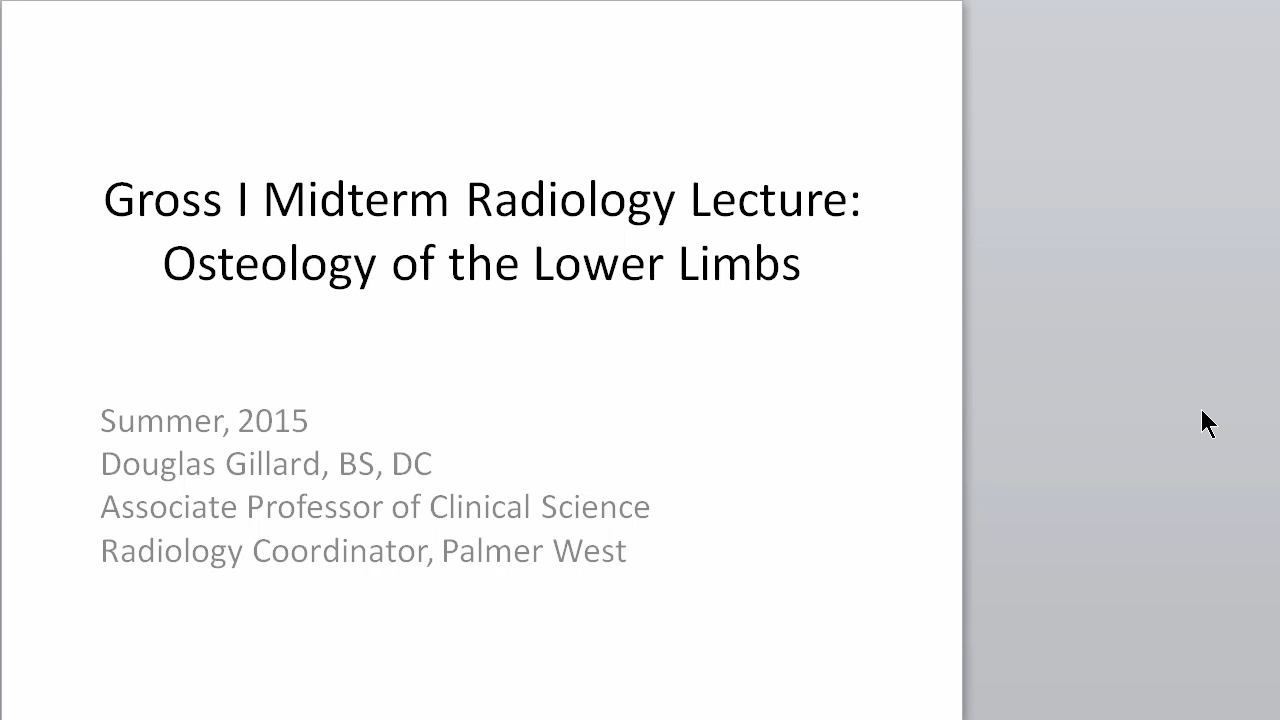 Gross I Midterm Radiology Lecture:
Osteology of the Lower Limbs
Summer, 2015
Douglas Gillard, BS, DC
Associate Professor of Clinical Science
Radiology Coordinator, Palmer West